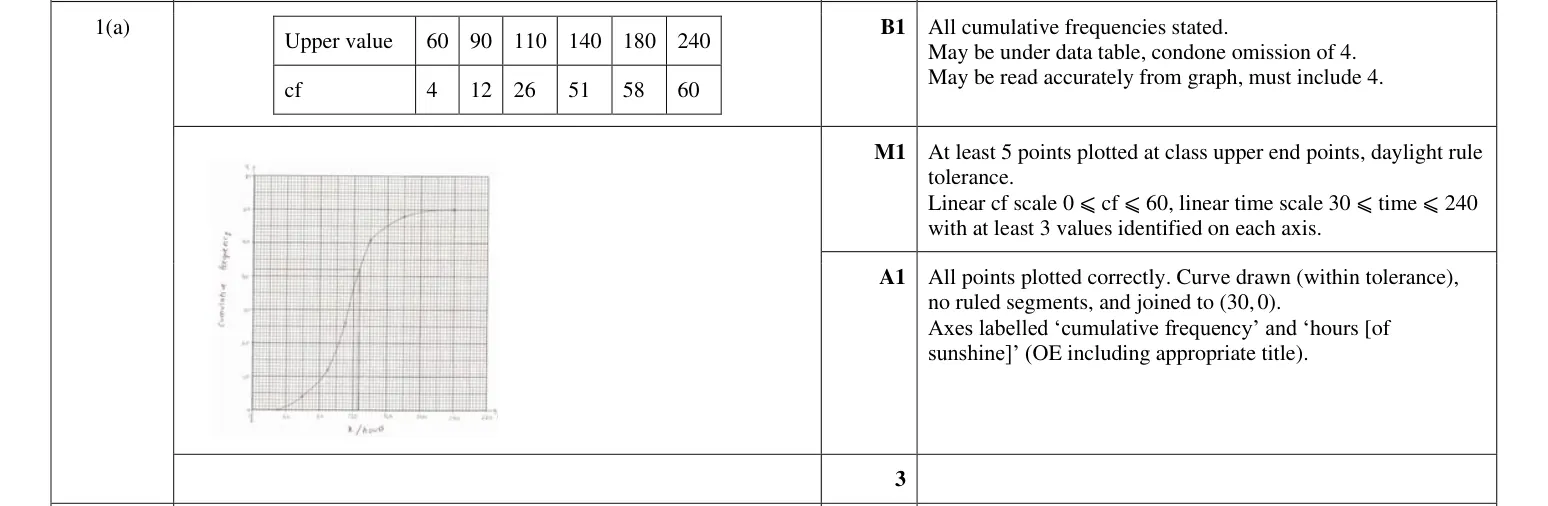 1(a)
Upper value 60 90 110 140 180 240
cf 4 12 26 51 58 60
B1
All cumulative frequencies stated.
May be under data table, condone omission of 4.
May be read accurately from graph, must include 4.
M1
At least 5 points plotted at class upper end points, daylight rule
tolerance.
Linear cf scale 0 ⩽ cf ⩽ 60, linear time scale 30 ⩽ time ⩽ 240
with at least 3 values identified on each axis.
Cumulative frequency
A1
All points plotted correctly. Curve drawn (within tolerance),
no ruled segments, and joined to (30, 0).
Axes labelled ‘cumulative frequency’ and ‘hours [of
sunshine]’ (OE including appropriate title).
3